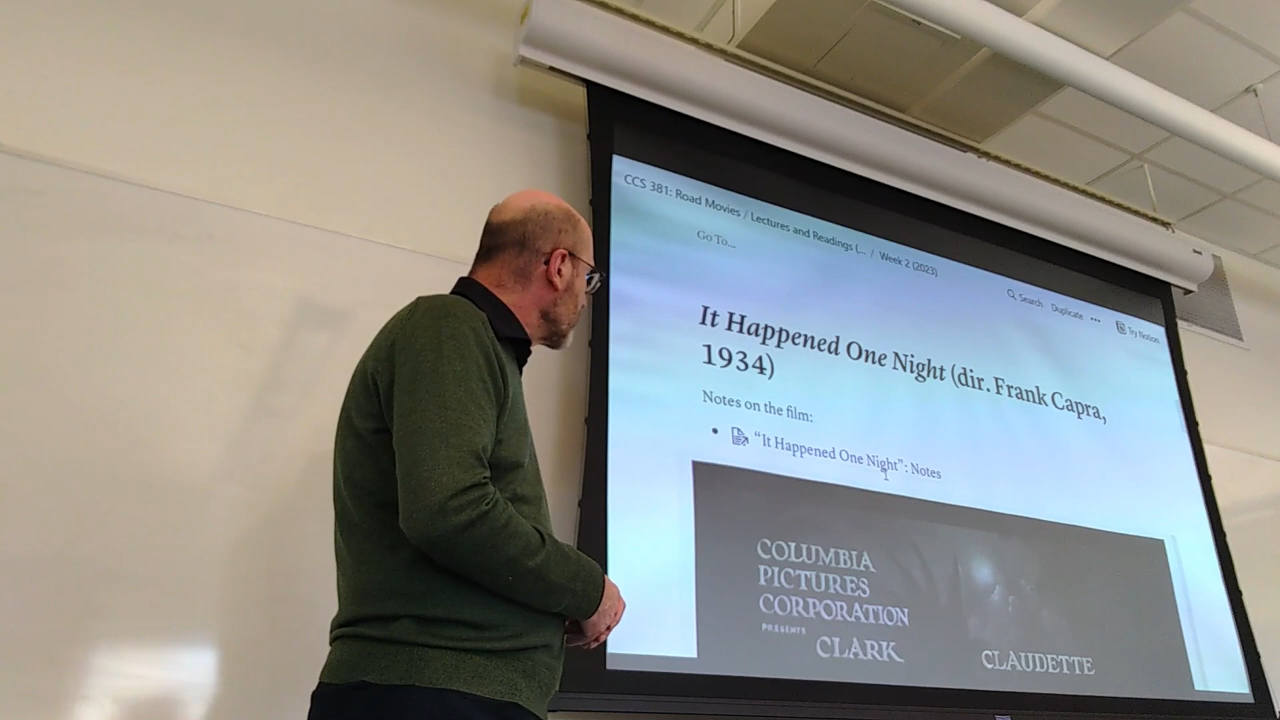 CCS 381: Road Movies / Lectures and Readings (... / Week 2 (2023)
Go To...
Search Duplicate ••• Try Notion
It Happened One Night (dir. Frank Capra,
1934)
Notes on the film:
• “It Happened One Night”: Notes
COLUMBIA
PICTURES
CORPORATION
PRESENTS
CLARK CLAUDETTE